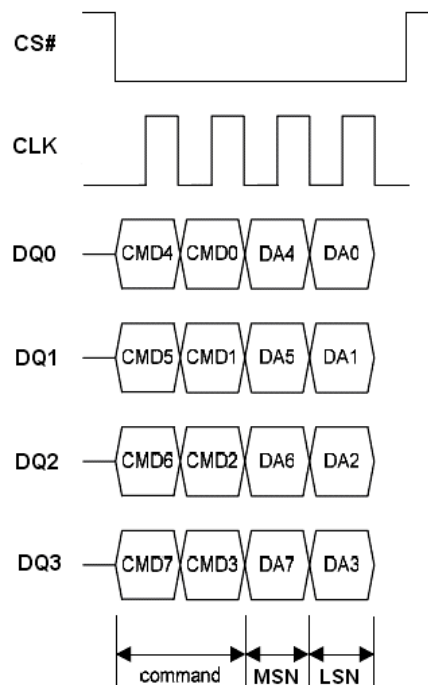 CS#
CLK
DQ0 CMD4 CMD0 DA4 DA0
DQ1 CMD5 CMD1 DA5 DA1
DQ2 CMD6 CMD2 DA6 DA2
DQ3 CMD7 CMD3 DA7 DA3
command MSN LSN